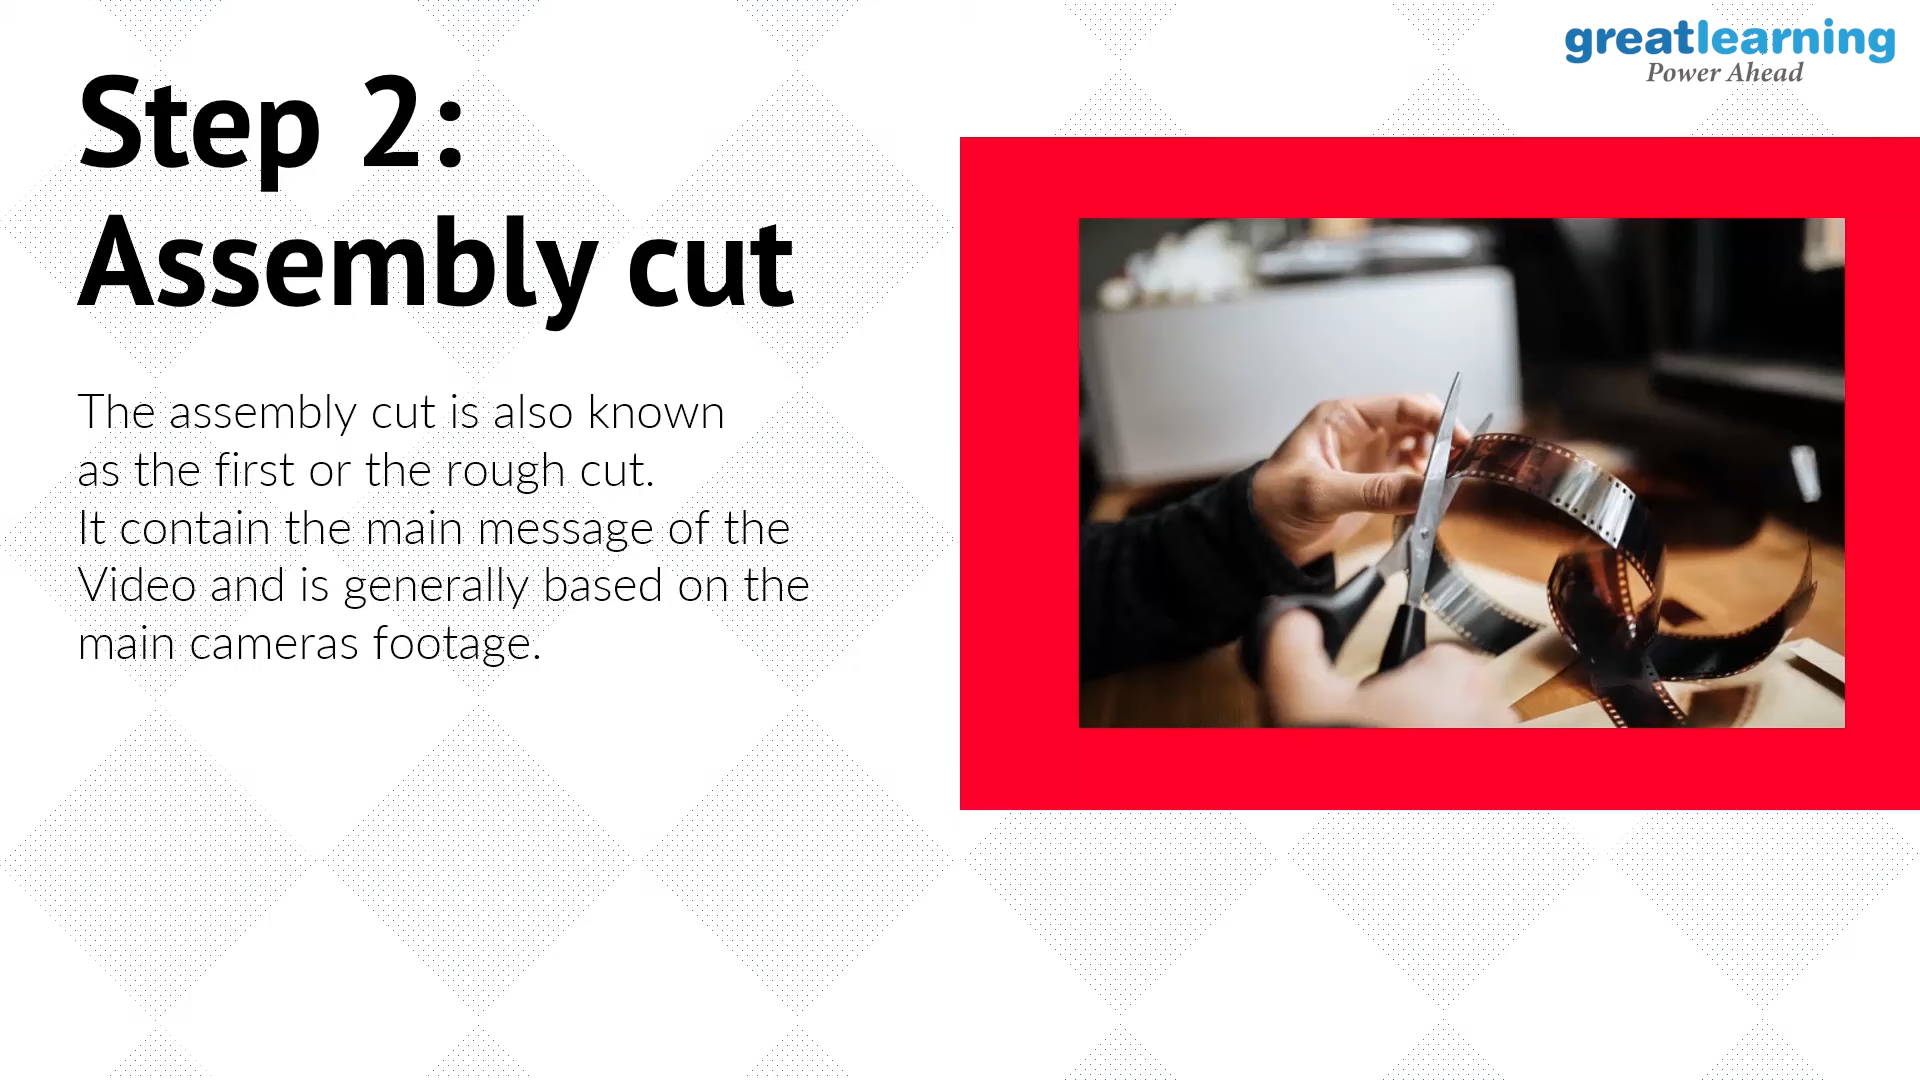 greatlearning
Power Ahead
Step 2:
Assembly cut
The assembly cut is also known
as the first or the rough cut.
It contain the main message of the
Video and is generally based on the
main cameras footage.